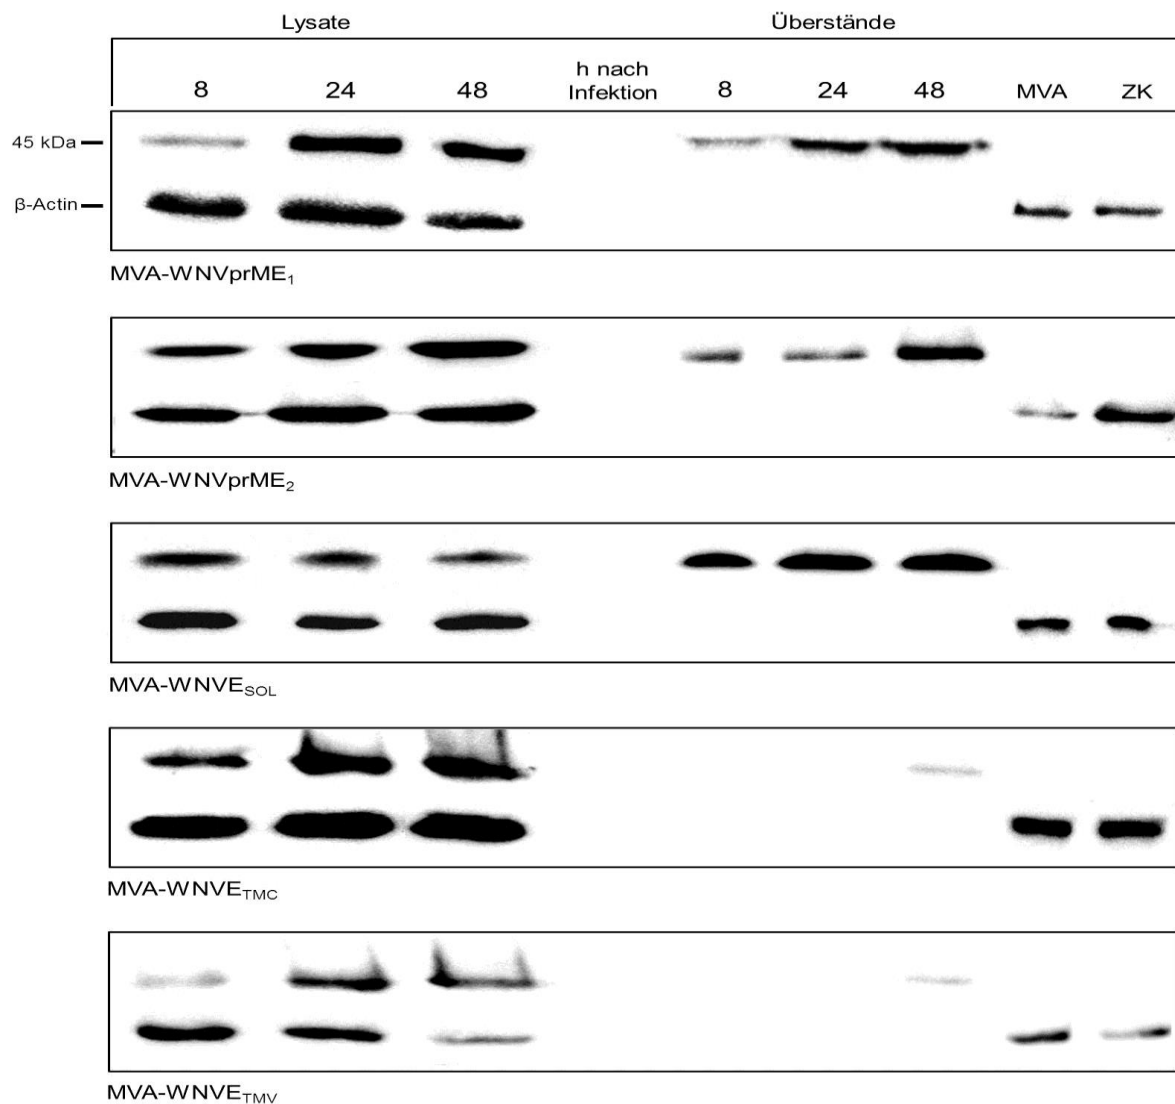 Lysate Überstände
8 24 48 h nach Infektion 8 24 48 MVA ZK
45 kDa
β-Actin
MVA-WNVprME₁
MVA-WNVprME₂
MVA-WNVE_SOL
MVA-WNVE_TMC
MVA-WNVE_TMV